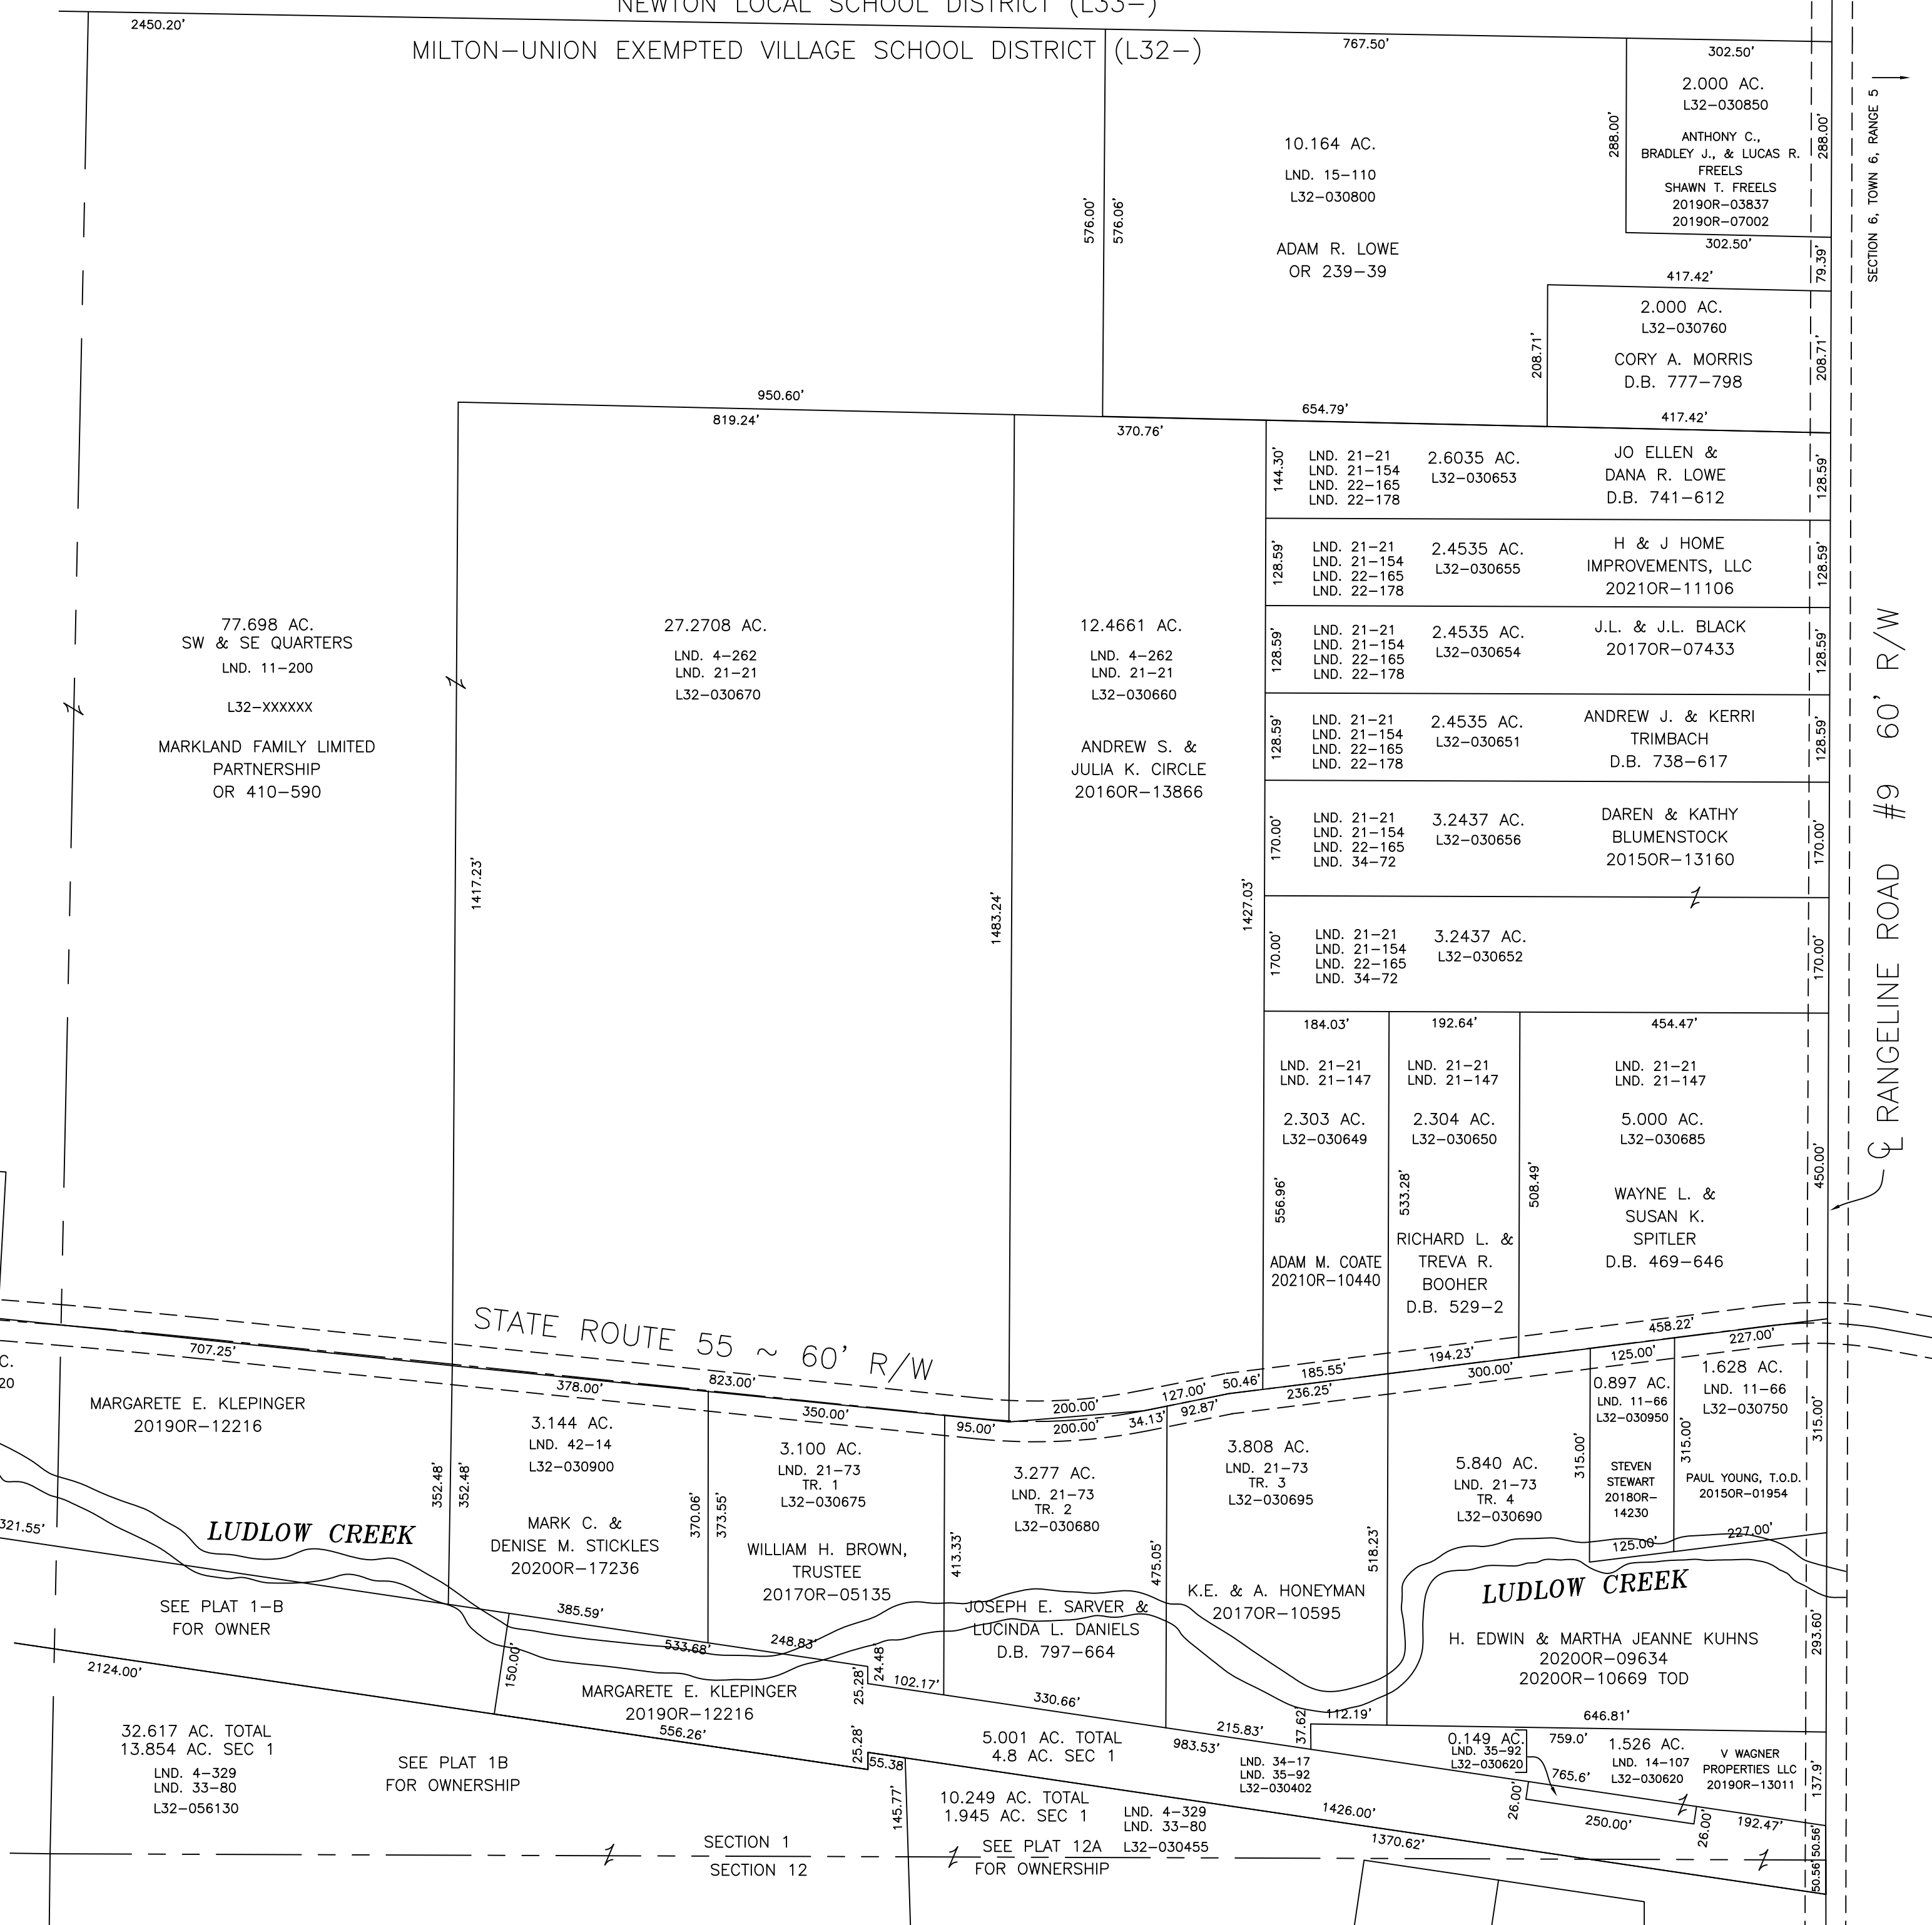 NEWTON LOCAL SCHOOL DISTRICT (L33-)
2450.20'
MILTON-UNION EXEMPTED VILLAGE SCHOOL DISTRICT (L32-)
767.50'
302.50'
2.000 AC.
L32-030850
ANTHONY C.,
BRADLEY J., & LUCAS R.
FREELS
SHAWN T. FREELS
2019OR-03837
2019OR-07002
302.50'
288.00'
288.00'
79.39'
SECTION 6, TOWN 6, RANGE 5
10.164 AC.
LND. 15-110
L32-030800
ADAM R. LOWE
OR 239-39
576.00'
576.06'
417.42'
2.000 AC.
L32-030760
CORY A. MORRIS
D.B. 777-798
417.42'
208.71'
208.71'
654.79'
950.60'
819.24'
370.76'
77.698 AC.
SW & SE QUARTERS
LND. 11-200
L32-XXXXXX
MARKLAND FAMILY LIMITED
PARTNERSHIP
OR 410-590
27.2708 AC.
LND. 4-262
LND. 21-21
L32-030670
1417.23'
1483.24'
12.4661 AC.
LND. 4-262
LND. 21-21
L32-030660
ANDREW S. &
JULIA K. CIRCLE
2016OR-13866
1427.03'
144.30'
LND. 21-21
LND. 21-154
LND. 22-165
LND. 22-178
2.6035 AC.
L32-030653
JO ELLEN &
DANA R. LOWE
D.B. 741-612
128.59'
128.59'
LND. 21-21
LND. 21-154
LND. 22-165
LND. 22-178
2.4535 AC.
L32-030655
H & J HOME
IMPROVEMENTS, LLC
2021OR-11106
128.59'
128.59'
LND. 21-21
LND. 21-154
LND. 22-165
LND. 22-178
2.4535 AC.
L32-030654
J.L. & J.L. BLACK
2017OR-07433
128.59'
128.59'
LND. 21-21
LND. 21-154
LND. 22-165
LND. 22-178
2.4535 AC.
L32-030651
ANDREW J. & KERRI
TRIMBACH
D.B. 738-617
128.59'
170.00'
LND. 21-21
LND. 21-154
LND. 22-165
LND. 34-72
3.2437 AC.
L32-030656
DAREN & KATHY
BLUMENSTOCK
2015OR-13160
170.00'
170.00'
LND. 21-21
LND. 21-154
LND. 22-165
LND. 34-72
3.2437 AC.
L32-030652
170.00'
RANGELINE ROAD #9 60' R/W
184.03'
LND. 21-21
LND. 21-147
2.303 AC.
L32-030649
556.96'
ADAM M. COATE
2021OR-10440
192.64'
LND. 21-21
LND. 21-147
2.304 AC.
L32-030650
533.28'
RICHARD L. &
TREVA R.
BOOHER
D.B. 529-2
454.47'
LND. 21-21
LND. 21-147
5.000 AC.
L32-030685
508.49'
WAYNE L. &
SUSAN K.
SPITLER
D.B. 469-646
450.00'
STATE ROUTE 55 ~ 60' R/W
707.25'
378.00'
823.00'
350.00'
95.00'
200.00'
200.00'
127.00'
34.13'
50.46'
92.87'
185.55'
236.25'
194.23'
300.00'
458.22'
125.00'
227.00'
C.
20
MARGARETE E. KLEPINGER
2019OR-12216
352.48'
352.48'
3.144 AC.
LND. 42-14
L32-030900
MARK C. &
DENISE M. STICKLES
2020OR-17236
370.06'
373.55'
3.100 AC.
LND. 21-73
TR. 1
L32-030675
WILLIAM H. BROWN,
TRUSTEE
2017OR-05135
413.33'
3.277 AC.
LND. 21-73
TR. 2
L32-030680
JOSEPH E. SARVER &
LUCINDA L. DANIELS
D.B. 797-664
475.05'
3.808 AC.
LND. 21-73
TR. 3
L32-030695
K.E. & A. HONEYMAN
2017OR-10595
518.23'
5.840 AC.
LND. 21-73
TR. 4
L32-030690
315.00'
0.897 AC.
LND. 11-66
L32-030950
STEVEN
STEWART
2018OR-
14230
125.00'
315.00'
1.628 AC.
LND. 11-66
L32-030750
PAUL YOUNG, T.O.D.
2015OR-01954
227.00'
315.00'
321.55'
LUDLOW CREEK
LUDLOW CREEK
H. EDWIN & MARTHA JEANNE KUHNS
2020OR-09634
2020OR-10669 TOD
293.60'
SEE PLAT 1-B
FOR OWNER
385.59'
533.68'
248.83'
150.00'
25.28'
24.48'
102.17'
330.66'
2124.00'
MARGARETE E. KLEPINGER
2019OR-12216
556.26'
25.28'
55.38
215.83'
983.53'
37.62
112.19'
646.81'
32.617 AC. TOTAL
13.854 AC. SEC 1
LND. 4-329
LND. 33-80
L32-056130
SEE PLAT 1B
FOR OWNERSHIP
5.001 AC. TOTAL
4.8 AC. SEC 1
LND. 34-17
LND. 35-92
L32-030402
0.149 AC.
LND. 35-92
L32-030620
759.0'
765.6'
1.526 AC.
LND. 14-107
L32-030620
V WAGNER
PROPERTIES LLC
2019OR-13011
137.9'
145.77'
10.249 AC. TOTAL
1.945 AC. SEC 1
LND. 4-329
LND. 33-80
L32-030455
SEE PLAT 12A
FOR OWNERSHIP
1426.00'
1370.62'
26.00'
250.00'
26.00'
192.47'
50.56'
50.56'
SECTION 1
SECTION 12